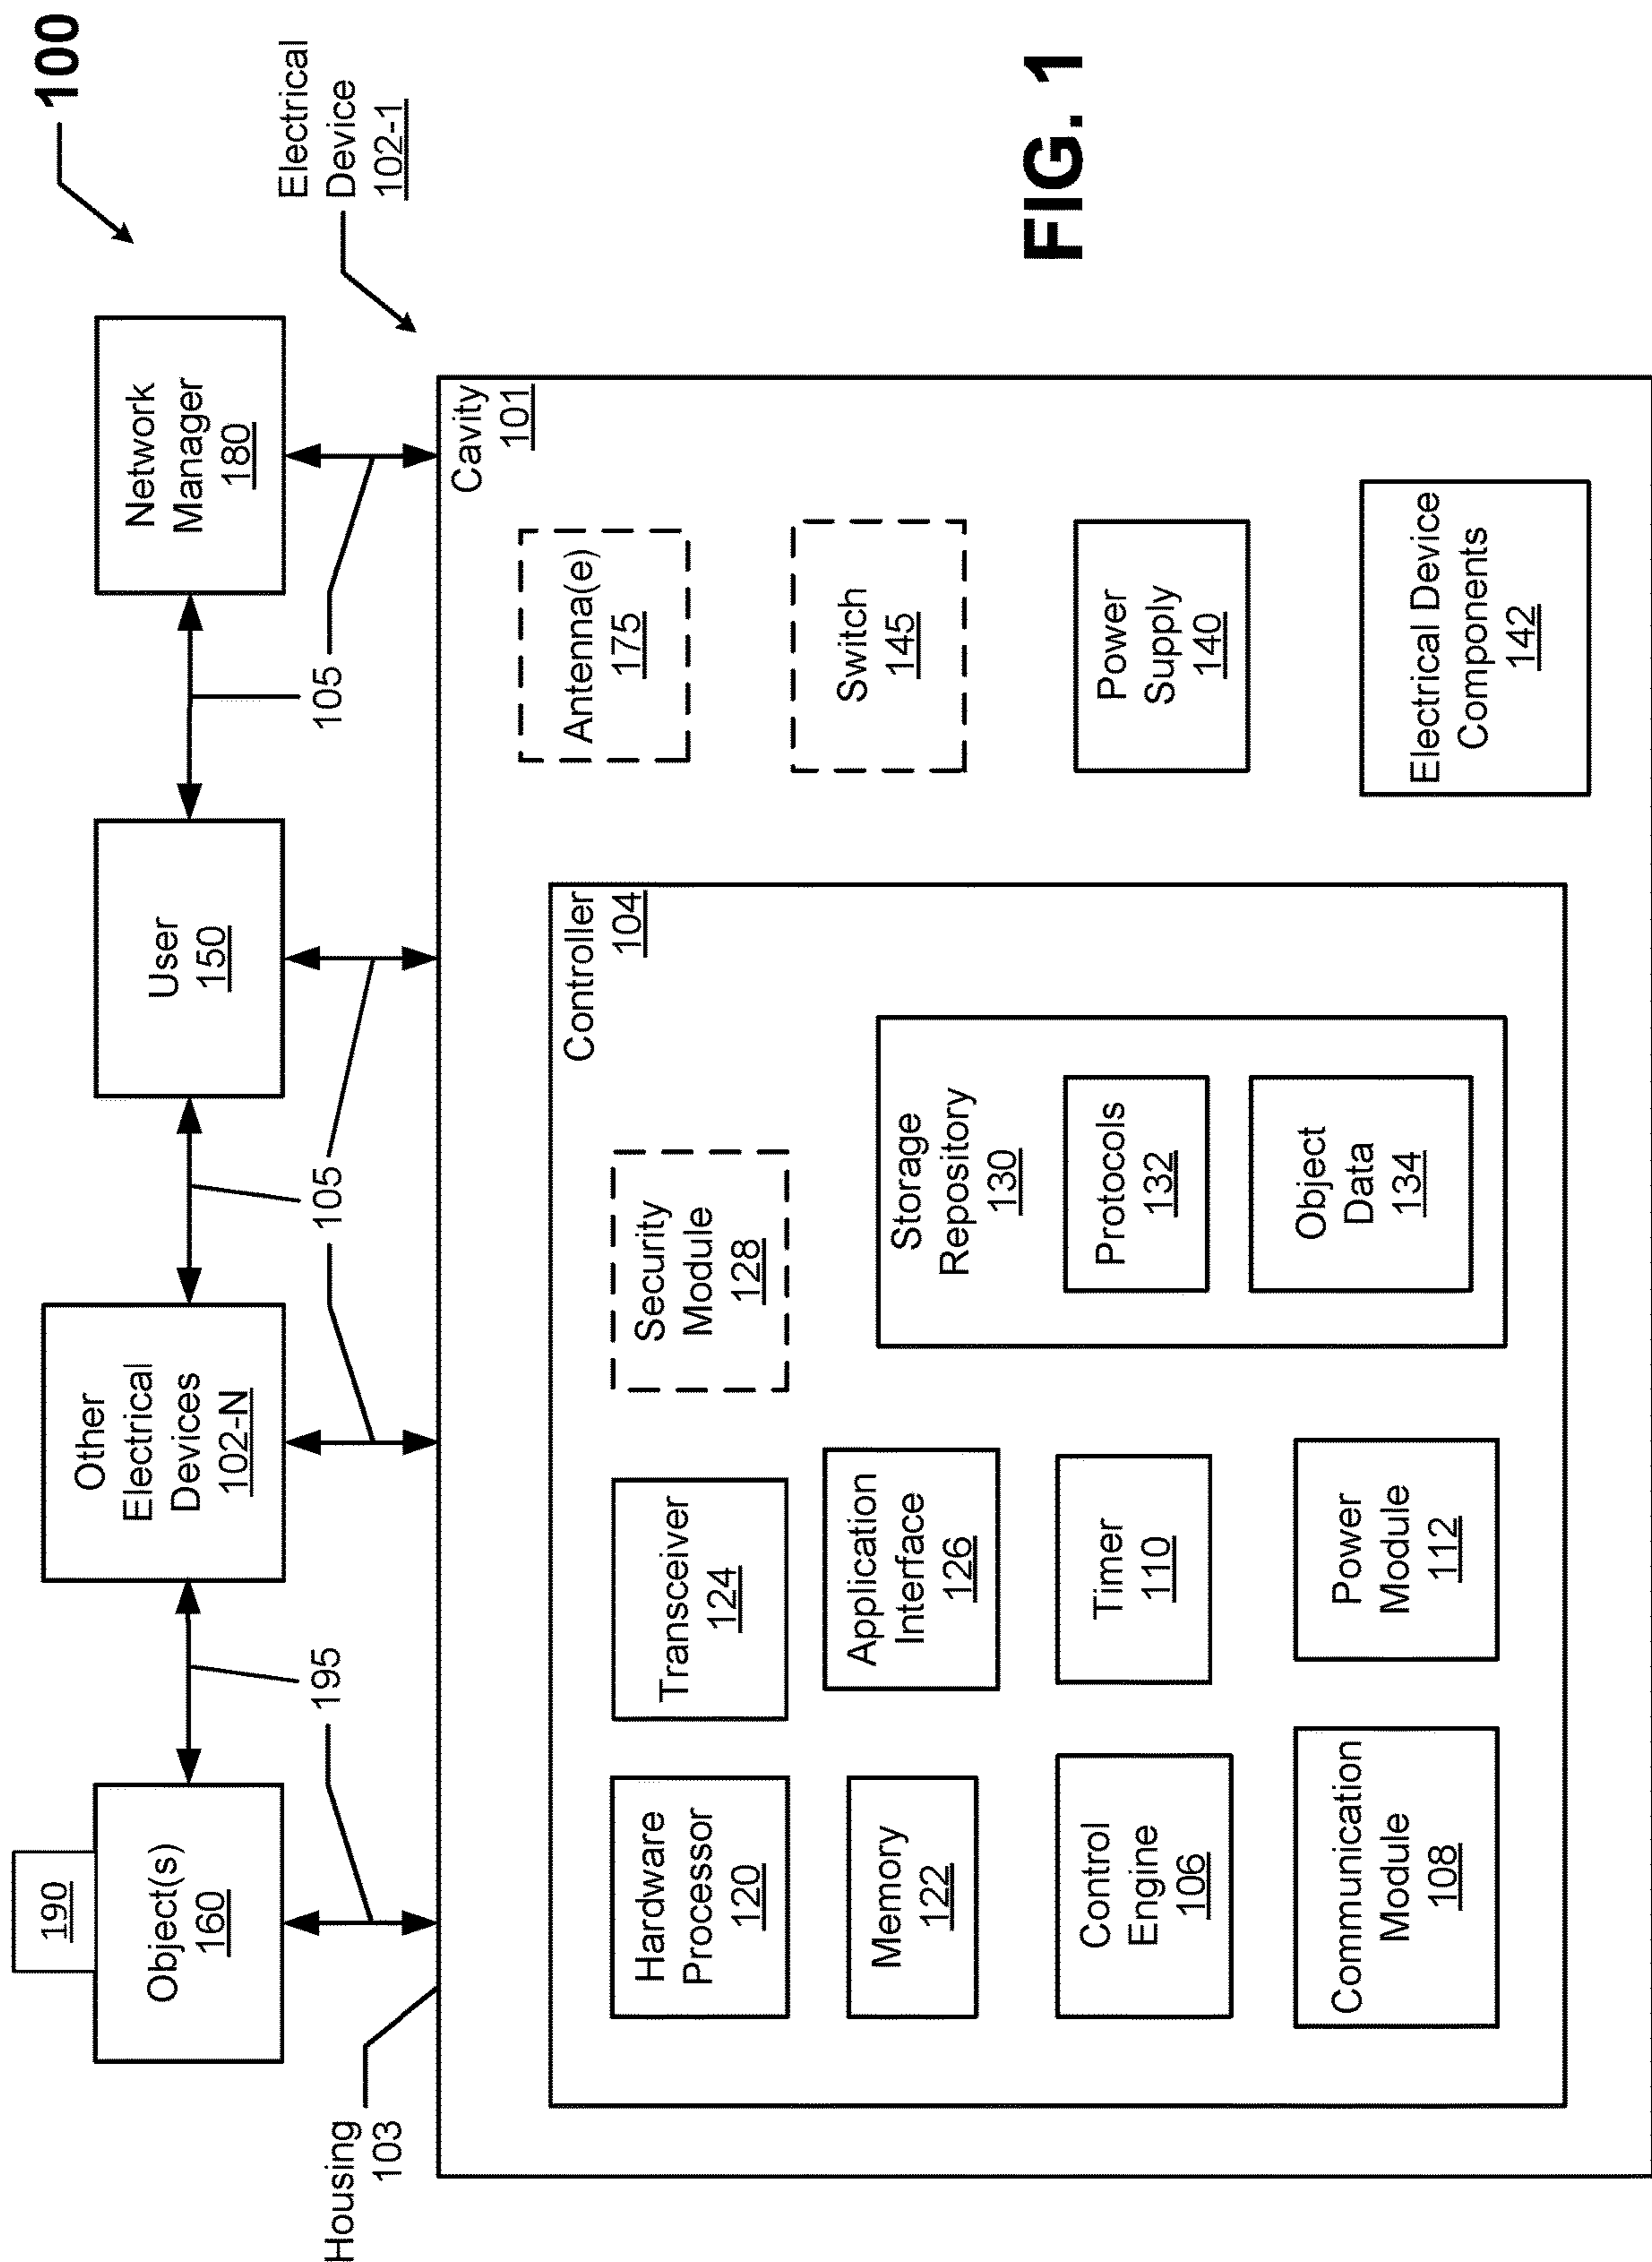 100
190
Object(s)
160
Other
Electrical
Devices
102-N
User
150
Network
Manager
180
195
105
105
Electrical
Device
102-1
Housing
103
Cavity
101
Controller
104
Hardware
Processor
120
Transceiver
124
Security
Module
128
Antenna(e)
175
Memory
122
Application
Interface
126
Switch
145
Storage
Repository
130
Control
Engine
106
Timer
110
Protocols
132
Power
Supply
140
Communication
Module
108
Power
Module
112
Object
Data
134
Electrical Device
Components
142
FIG. 1